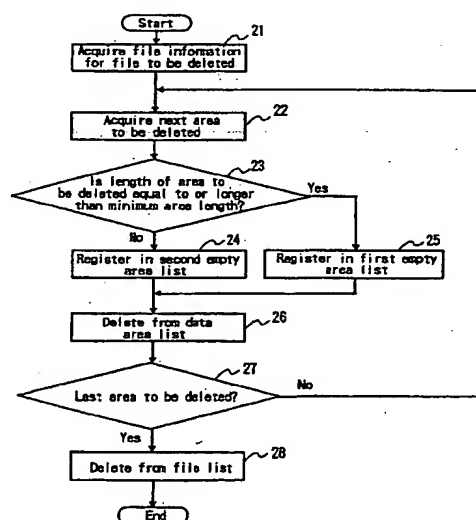 Start
21
Acquire file information
for file to be deleted
22
Acquire next area
to be deleted
23
Is length of area to
be deleted equal to or longer
than minimum area length?
Yes
No
24
25
Register in second empty
area list
Register in first empty
area list
26
Delete from data
area list
27
Last area to be deleted?
No
Yes
28
Delete from file list
End